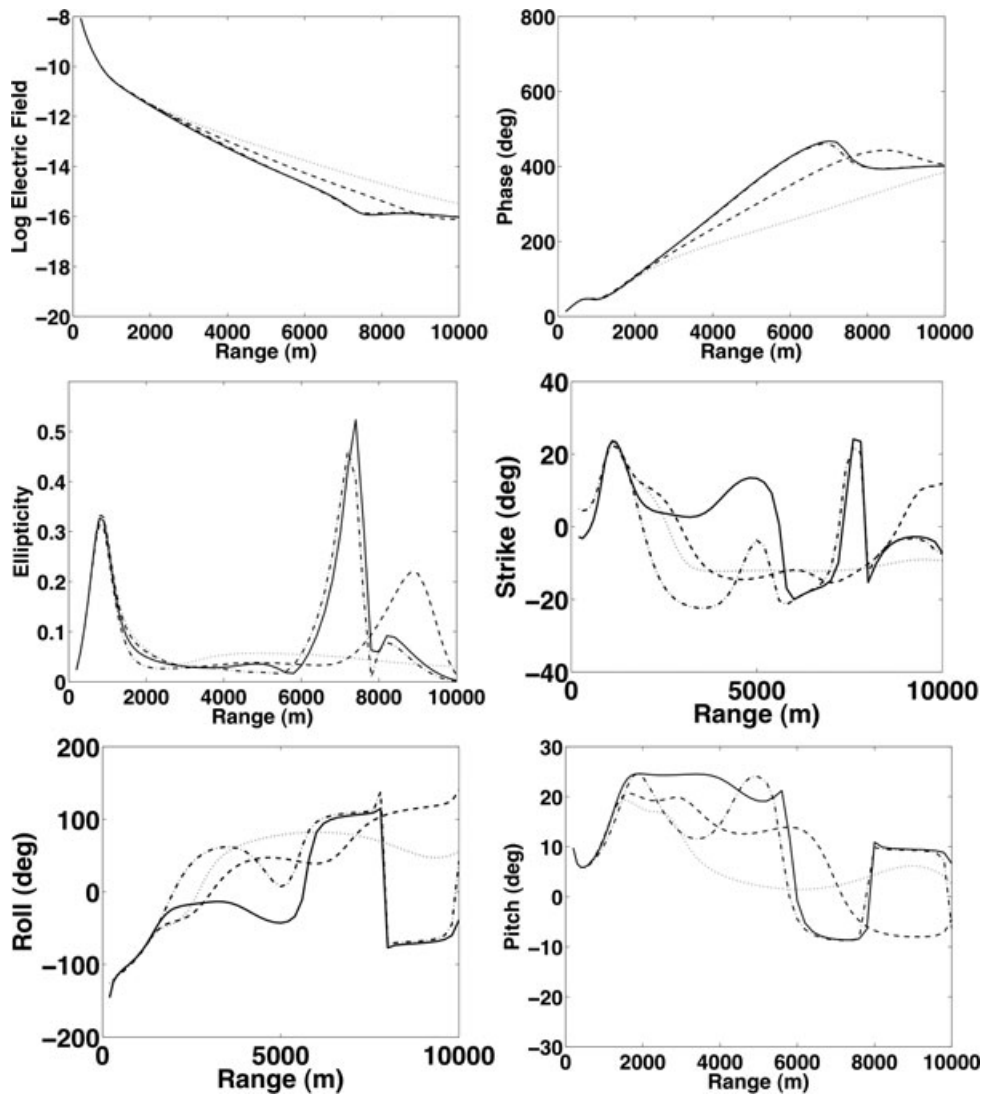 Log Electric Field
−8
−10
−12
−14
−16
−18
−20
0 2000 4000 6000 8000 10000
Range (m)
Phase (deg)
800
600
400
200
0
0 2000 4000 6000 8000 10000
Range (m)
Ellipticity
0.5
0.4
0.3
0.2
0.1
0
0 2000 4000 6000 8000 10000
Range (m)
Strike (deg)
40
20
0
−20
−40
0 5000 10000
Range (m)
Roll (deg)
200
100
0
−100
−200
0 5000 10000
Range (m)
Pitch (deg)
30
20
10
0
−10
−20
−30
0 2000 4000 6000 8000 10000
Range (m)